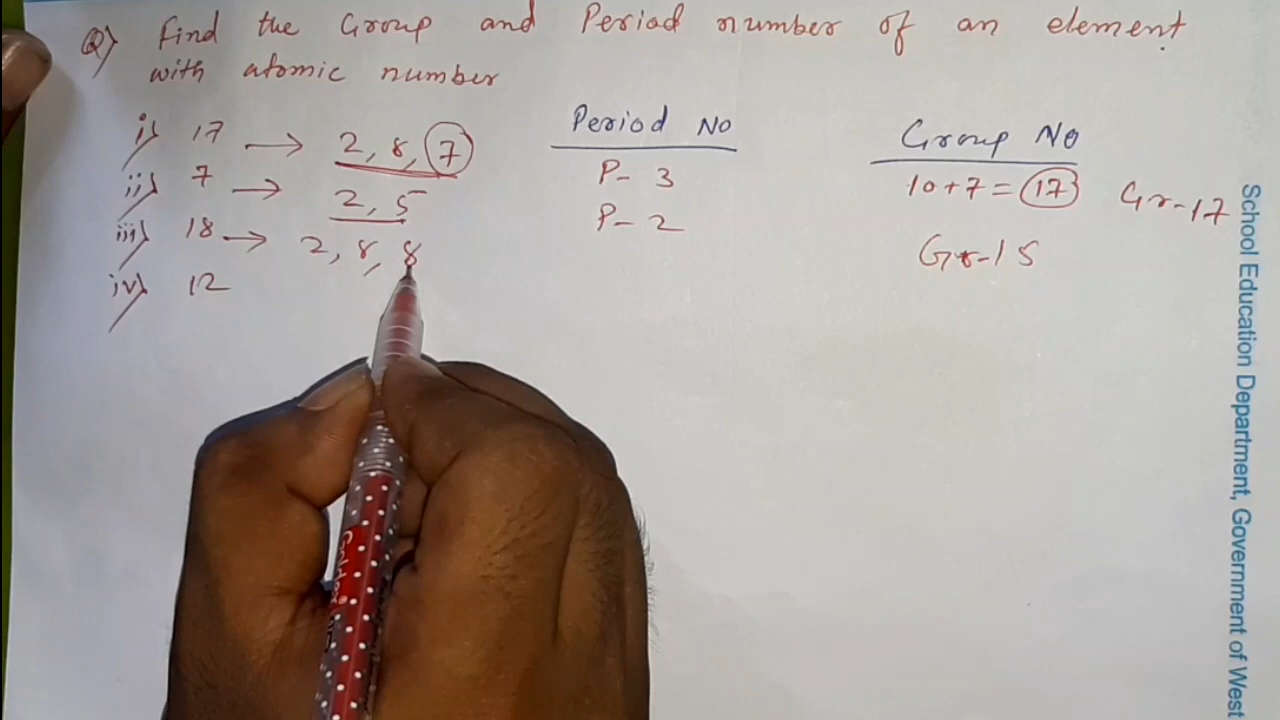 Q) Find the Group and Period number of an element.
with atomic number
i) 17 → 2, 8, 7
ii) 7 → 2, 5
iii) 18 → 2, 8, 8
iv) 12
Period No
P- 3
P- 2
Group No
10+7 = 17 Gr-17
Gr-15
School Education Department, Government of West